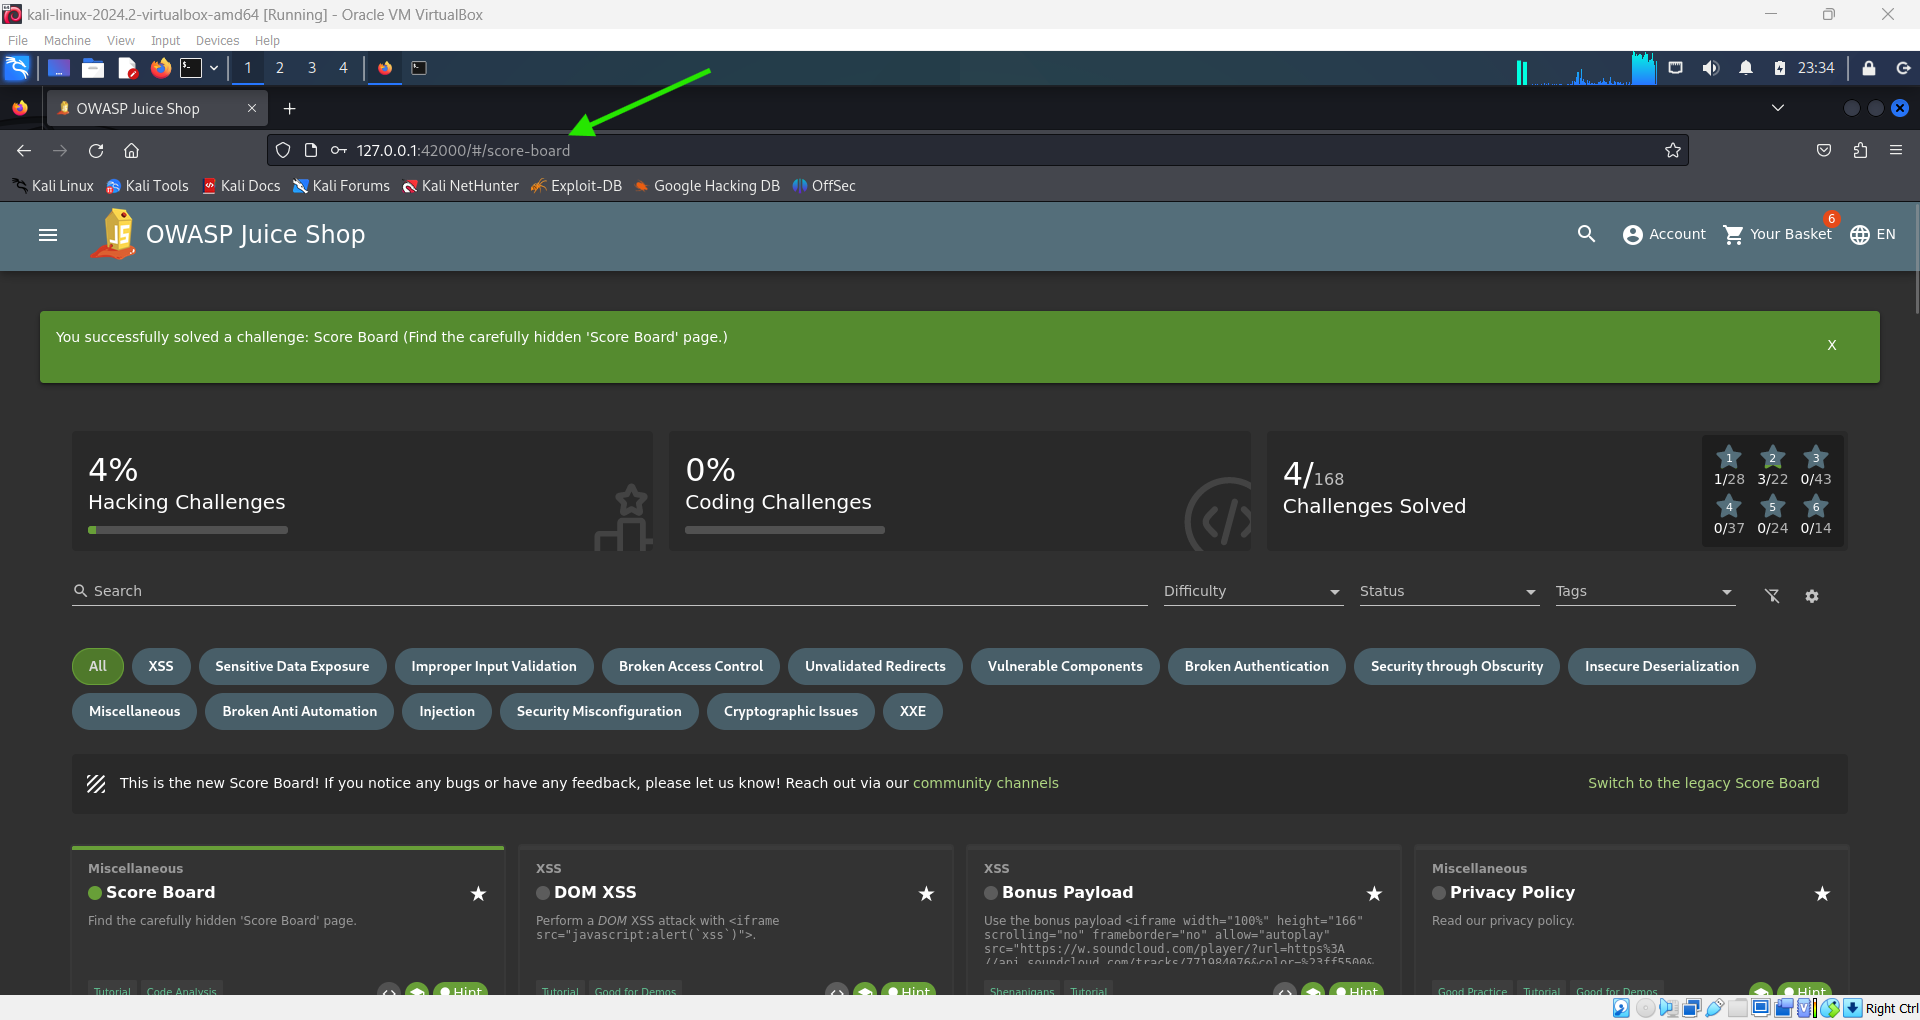 kali-linux-2024.2-virtualbox-amd64 [Running] - Oracle VM VirtualBox
File Machine View Input Devices Help
1 2 3 4 23:34
OWASP Juice Shop
127.0.0.1:42000/#/score-board
Kali Linux Kali Tools Kali Docs Kali Forums Kali NetHunter Exploit-DB Google Hacking DB OffSec
OWASP Juice Shop Account Your Basket 6 EN
You successfully solved a challenge: Score Board (Find the carefully hidden 'Score Board' page.)
X
4%
Hacking Challenges
0%
Coding Challenges
4/168
Challenges Solved
1 2 3
1/28 3/22 0/43
4 5 6
0/37 0/24 0/14
Search Difficulty Status Tags
All XSS Sensitive Data Exposure Improper Input Validation Broken Access Control Unvalidated Redirects Vulnerable Components Broken Authentication Security through Obscurity Insecure Deserialization
Miscellaneous Broken Anti Automation Injection Security Misconfiguration Cryptographic Issues XXE
This is the new Score Board! If you notice any bugs or have any feedback, please let us know! Reach out via our community channels
Switch to the legacy Score Board
Miscellaneous
Score Board
Find the carefully hidden 'Score Board' page.
Tutorial Code Analysis Hint
XSS
DOM XSS
Perform a DOM XSS attack with <iframe
src="javascript:alert(`xss`)">.
Tutorial Good for Demos Hint
XSS
Bonus Payload
Use the bonus payload <iframe width="100%" height="166"
scrolling="no" frameborder="no" allow="autoplay"
src="https://w.soundcloud.com/player/?url=https%3A
//api.soundcloud.com/tracks/771984076&color=%23ff5500&
Shenanigans Tutorial Hint
Miscellaneous
Privacy Policy
Read our privacy policy.
Good Practice Tutorial Good for Demos Hint
Right Ctrl